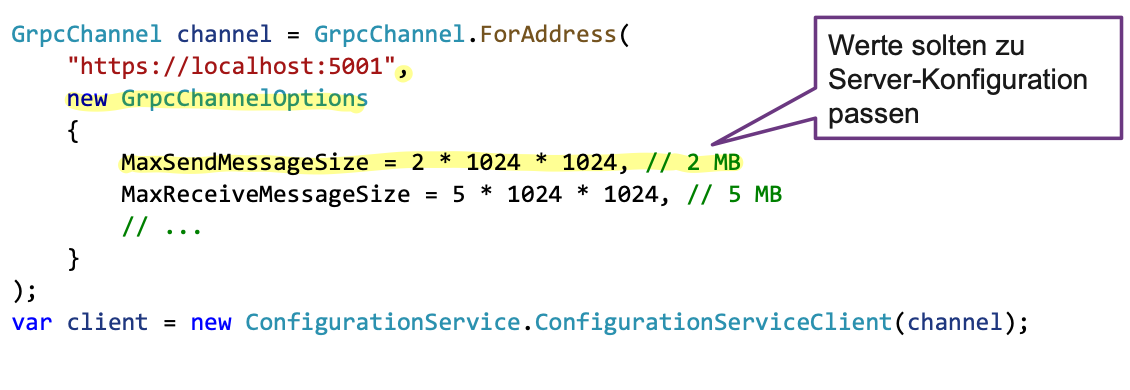 GrpcChannel channel = GrpcChannel.ForAddress(
"https://localhost:5001",
new GrpcChannelOptions
{
MaxSendMessageSize = 2 * 1024 * 1024, // 2 MB
MaxReceiveMessageSize = 5 * 1024 * 1024, // 5 MB
// ...
}
);
var client = new ConfigurationService.ConfigurationServiceClient(channel);
Werte solten zu
Server-Konfiguration
passen